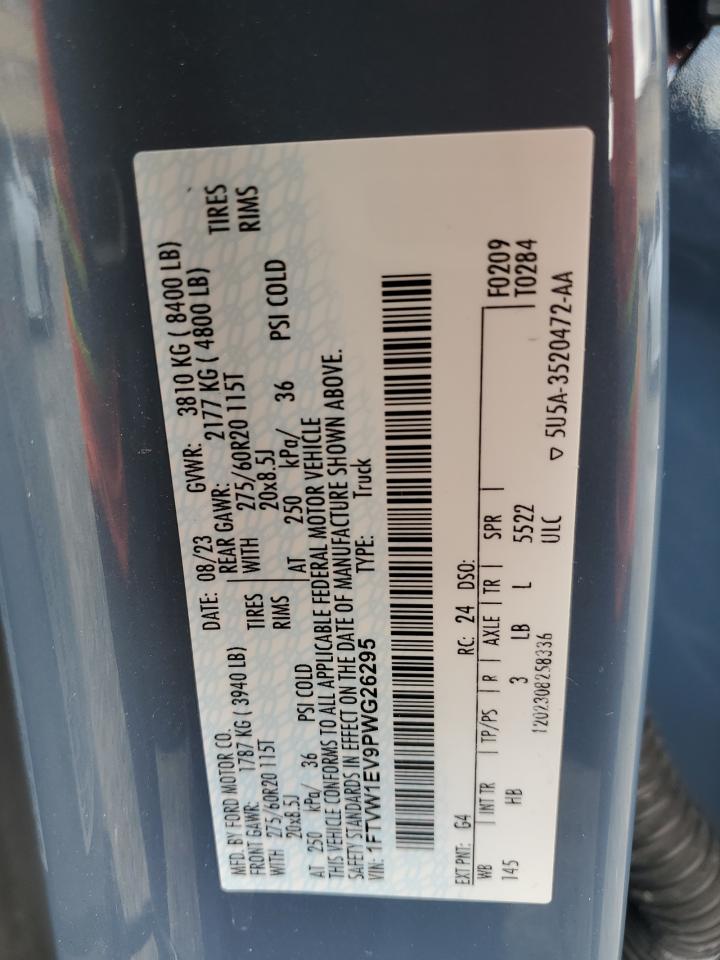 MFD. BY FORD MOTOR CO.
DATE: 08/23 GVWR: 3810 KG ( 8400 LB)
FRONT GAWR: 1787 KG ( 3940 LB) REAR GAWR: 2177 KG ( 4800 LB)
WITH 275/60R20 115T TIRES WITH 275/60R20 115T TIRES
20x8.5J RIMS 20x8.5J RIMS
AT 250 kPa/ 36 PSI COLD AT 250 kPa/ 36 PSI COLD
THIS VEHICLE CONFORMS TO ALL APPLICABLE FEDERAL MOTOR VEHICLE
SAFETY STANDARDS IN EFFECT ON THE DATE OF MANUFACTURE SHOWN ABOVE.
VIN: 1FTVW1EV9PWG26295 TYPE: Truck
EXT PNT: G4 RC: 24 DSO: F0209
WB INT TR TP/PS R AXLE TR SPR T0284
145 HB 3 LB L 5522
1202308258336 ULC ▽ 5U5A-3520472-AA